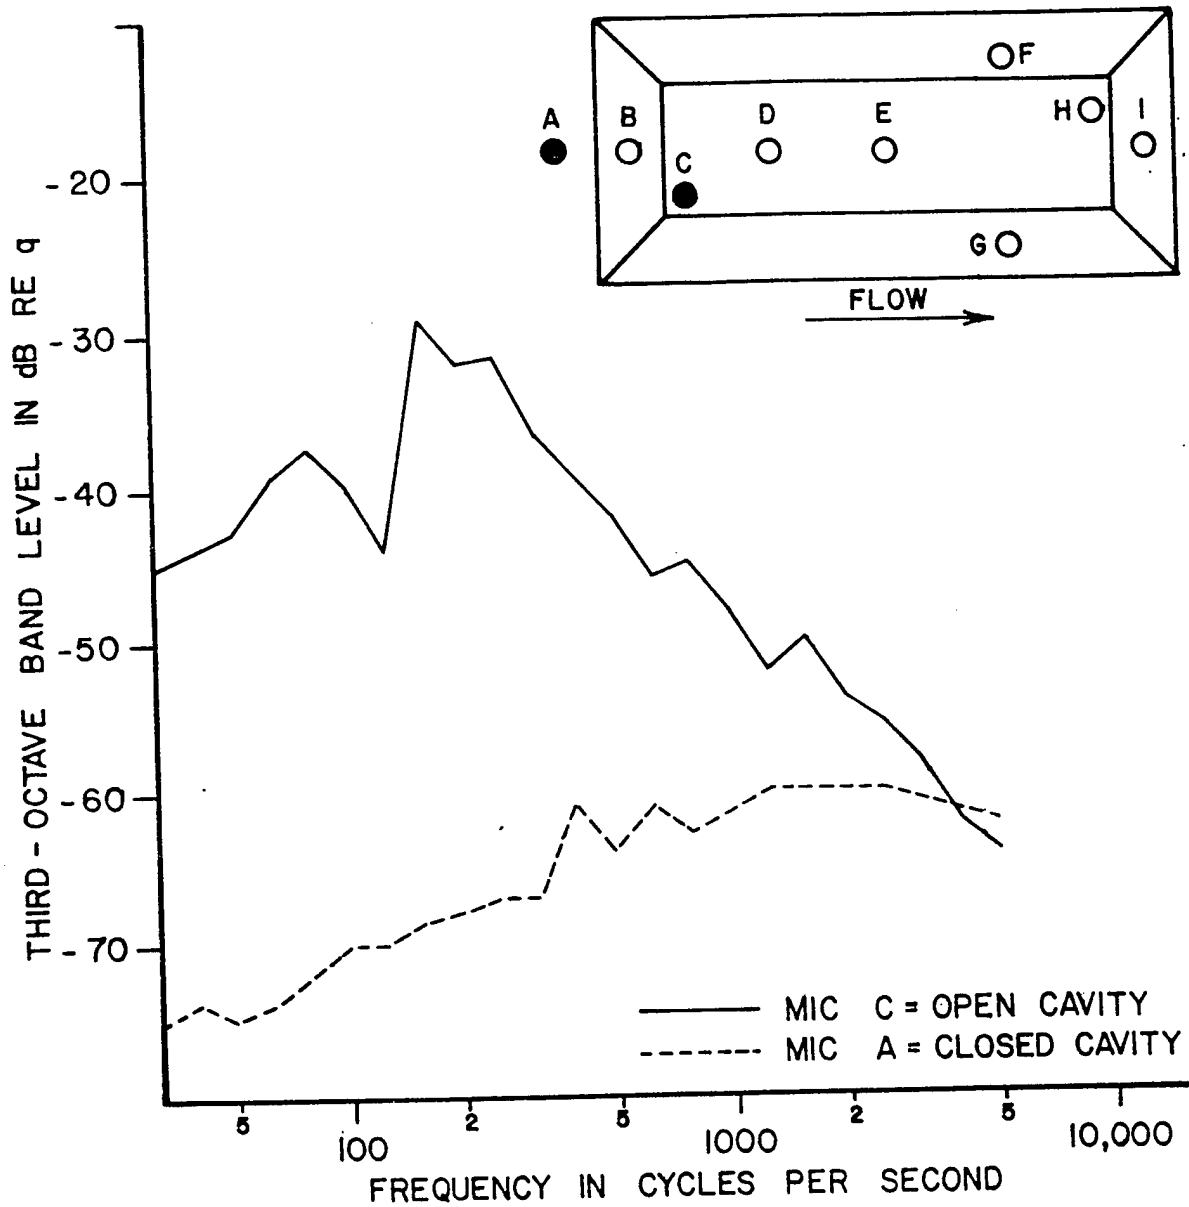 THIRD-OCTAVE BAND LEVEL IN dB RE q
-20
-30
-40
-50
-60
-70
A
B
C
D
E
F
G
H
I
FLOW
MIC C = OPEN CAVITY
MIC A = CLOSED CAVITY
5
100
2
5
1000
2
5
10,000
FREQUENCY IN CYCLES PER SECOND